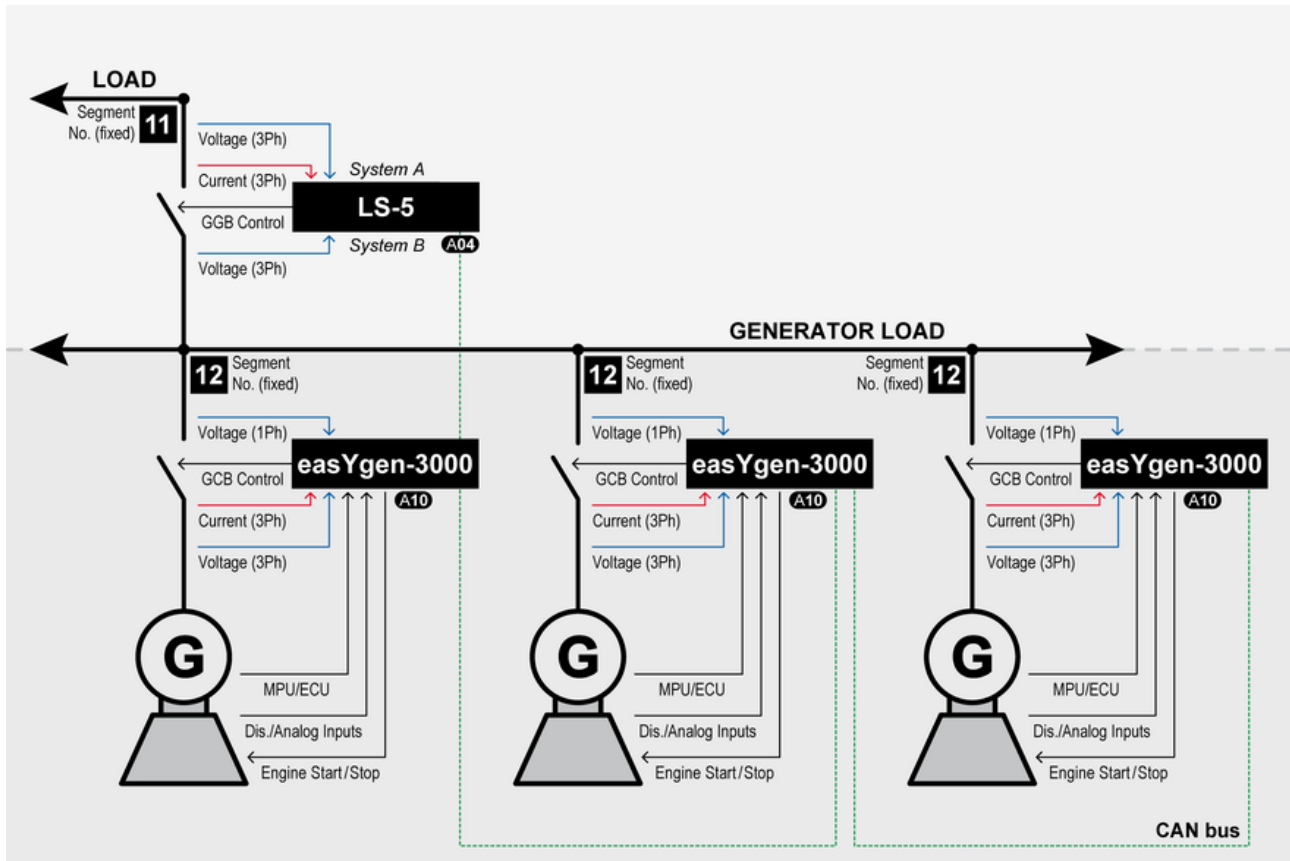 LOAD
Segment
No. (fixed)
11
Voltage (3Ph)
Current (3Ph)
System A
LS-5
GGB Control
System B
A04
Voltage (3Ph)
GENERATOR LOAD
12
Segment
No. (fixed)
12
Segment
No. (fixed)
Segment
No. (fixed)
12
Voltage (1Ph)
easYgen-3000
GCB Control
A10
Current (3Ph)
Voltage (3Ph)
G
MPU/ECU
Dis./Analog Inputs
Engine Start/Stop
Voltage (1Ph)
easYgen-3000
GCB Control
A10
Current (3Ph)
Voltage (3Ph)
G
MPU/ECU
Dis./Analog Inputs
Engine Start/Stop
Voltage (1Ph)
easYgen-3000
GCB Control
A10
Current (3Ph)
Voltage (3Ph)
G
MPU/ECU
Dis./Analog Inputs
Engine Start/Stop
CAN bus